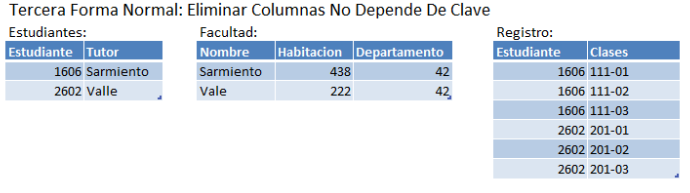 Tercera Forma Normal: Eliminar Columnas No Depende De Clave
Estudiantes:
Estudiante Tutor
1606 Sarmiento
2602 Valle
Facultad:
Nombre Habitacion Departamento
Sarmiento 438 42
Vale 222 42
Registro:
Estudiante Clases
1606 111-01
1606 111-02
1606 111-03
2602 201-01
2602 201-02
2602 201-03